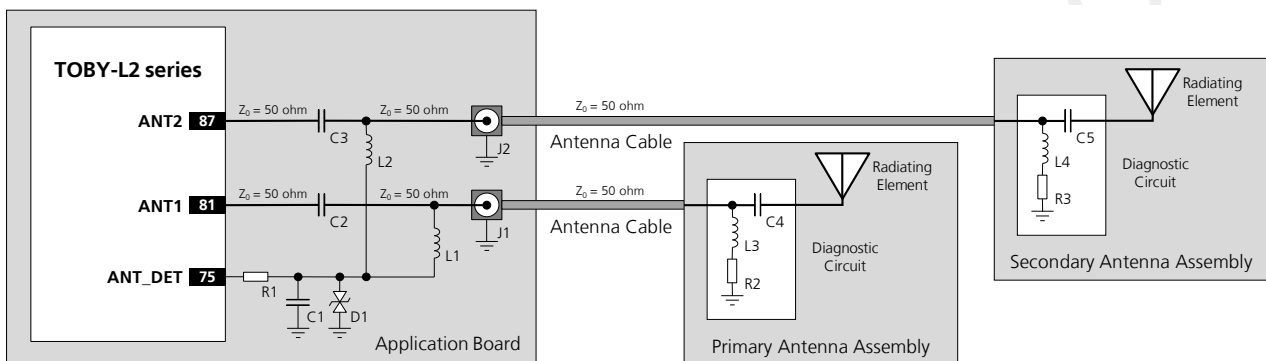 TOBY-L2 series
ANT2 87
Z₀ = 50 ohm
C3
Z₀ = 50 ohm
J2
L2
ANT1 81
Z₀ = 50 ohm
C2
Z₀ = 50 ohm
J1
L1
ANT_DET 75
R1
C1
D1
Application Board
Z₀ = 50 ohm
Antenna Cable
Z₀ = 50 ohm
Antenna Cable
Radiating
Element
C4
L3
R2
Diagnostic
Circuit
Primary Antenna Assembly
Radiating
Element
C5
L4
R3
Diagnostic
Circuit
Secondary Antenna Assembly